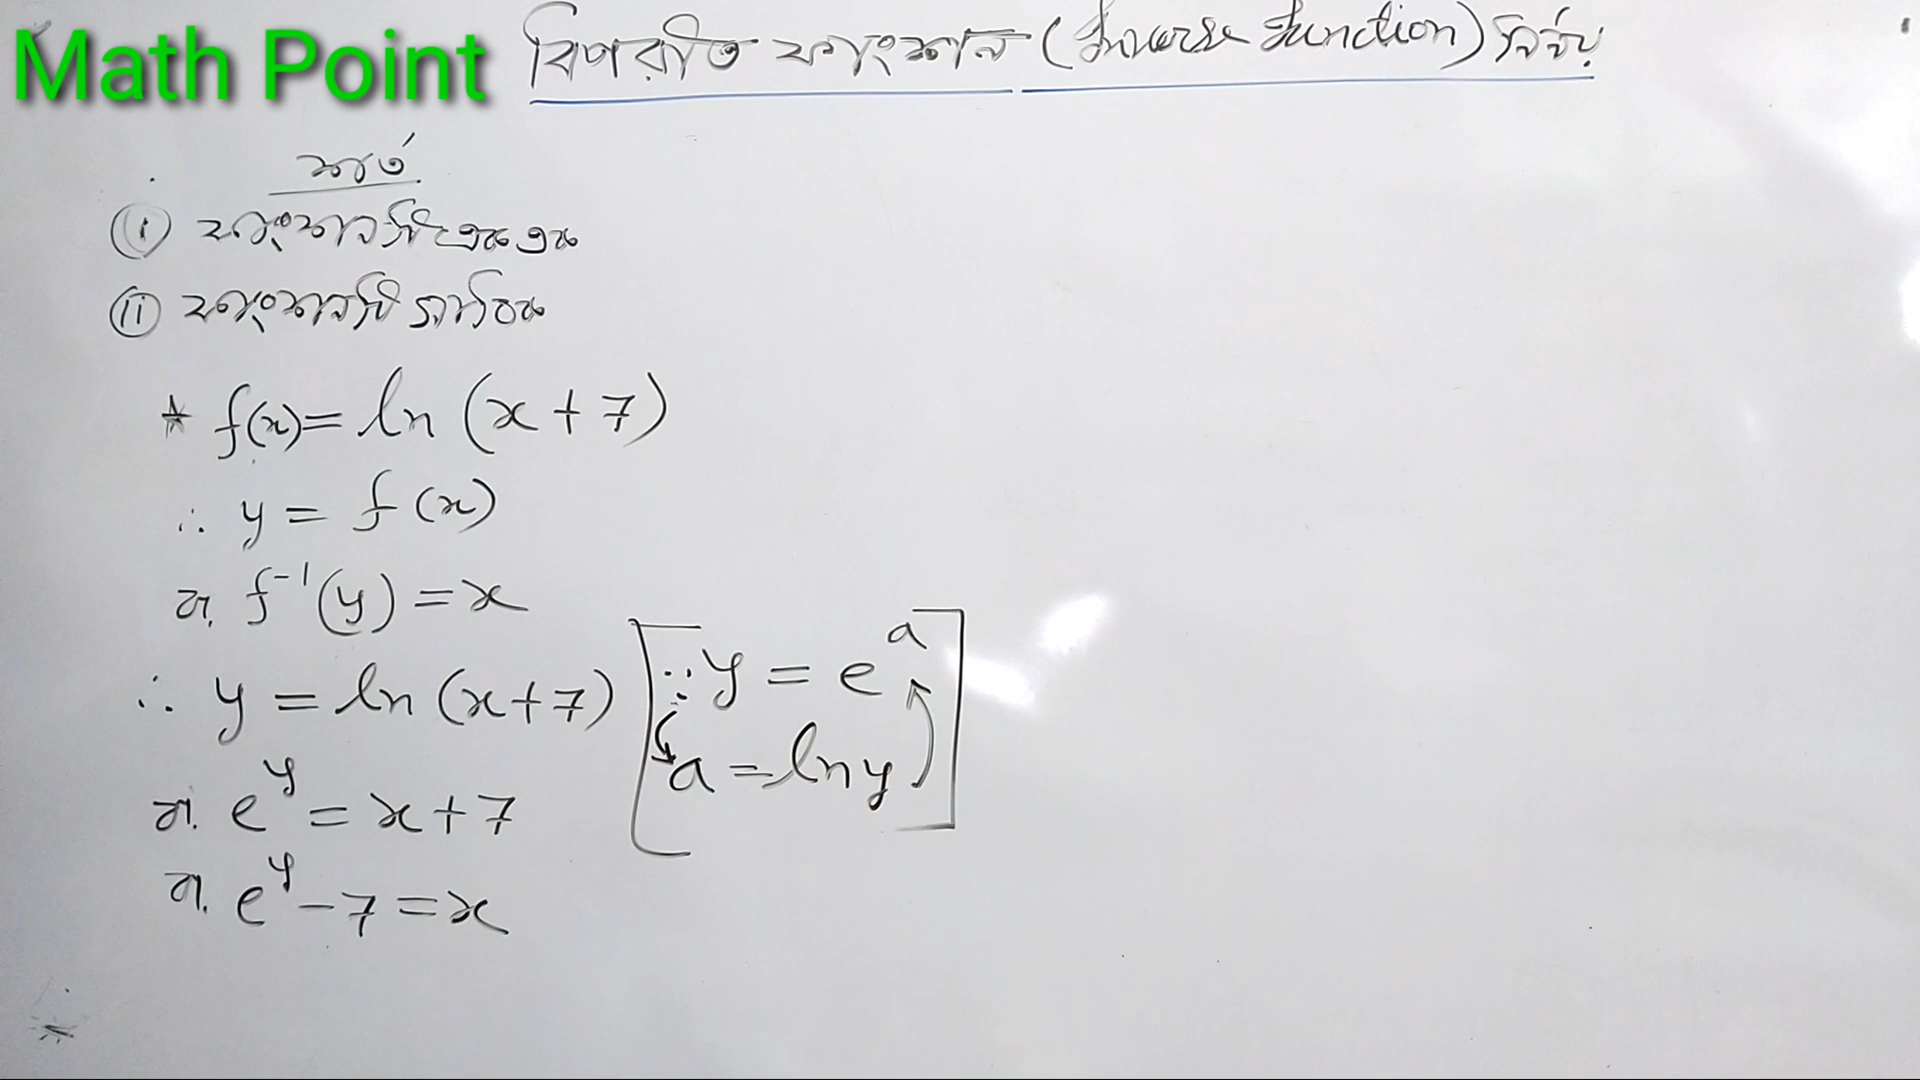 Math Point
বিপরীত ফাংশন (Inverse Function) নির্ণয়
শর্ত
(i) ফাংশনটি এক এক
(ii) ফাংশনটি সার্বিক
* f(x) = ln (x + 7)
∴ y = f (x)
বা, f⁻¹(y) = x
∴ y = ln (x+7) [∵ y = eᵃ
a = ln y]
বা, eʸ = x + 7
বা, eʸ - 7 = x